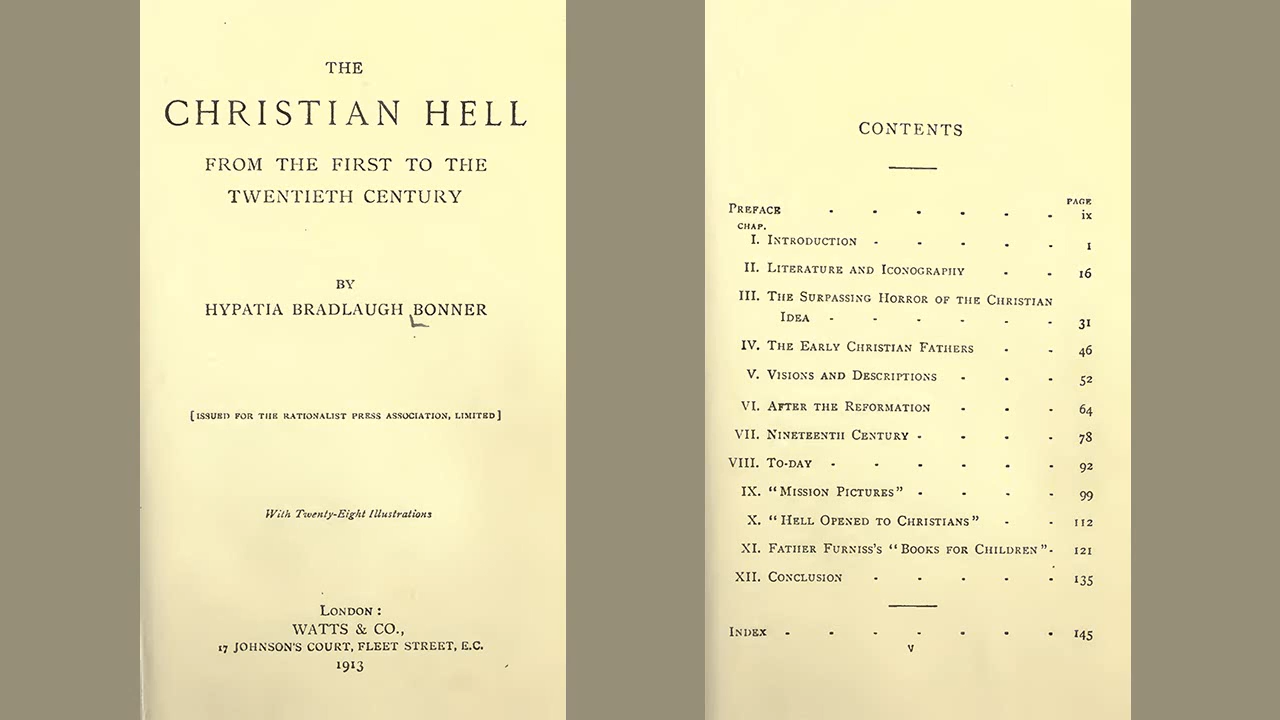 THE
CHRISTIAN HELL
FROM THE FIRST TO THE
TWENTIETH CENTURY
BY
HYPATIA BRADLAUGH BONNER
[ISSUED FOR THE RATIONALIST PRESS ASSOCIATION, LIMITED]
With Twenty-Eight Illustrations
LONDON:
WATTS & CO.,
17 JOHNSON'S COURT, FLEET STREET, E.C.
1913
CONTENTS
PAGE
PREFACE - - - - - - ix
CHAP.
I. INTRODUCTION - - - - - 1
II. LITERATURE AND ICONOGRAPHY - - 16
III. THE SURPASSING HORROR OF THE CHRISTIAN
IDEA - - - - - - 31
IV. THE EARLY CHRISTIAN FATHERS - - 46
V. VISIONS AND DESCRIPTIONS - - - 52
VI. AFTER THE REFORMATION - - - 64
VII. NINETEENTH CENTURY - - - - 78
VIII. TO-DAY - - - - - - 92
IX. "MISSION PICTURES" - - - - 99
X. "HELL OPENED TO CHRISTIANS" - - 112
XI. FATHER FURNISS'S "BOOKS FOR CHILDREN" - 121
XII. CONCLUSION - - - - - 135
INDEX - - - - - - - 145
v